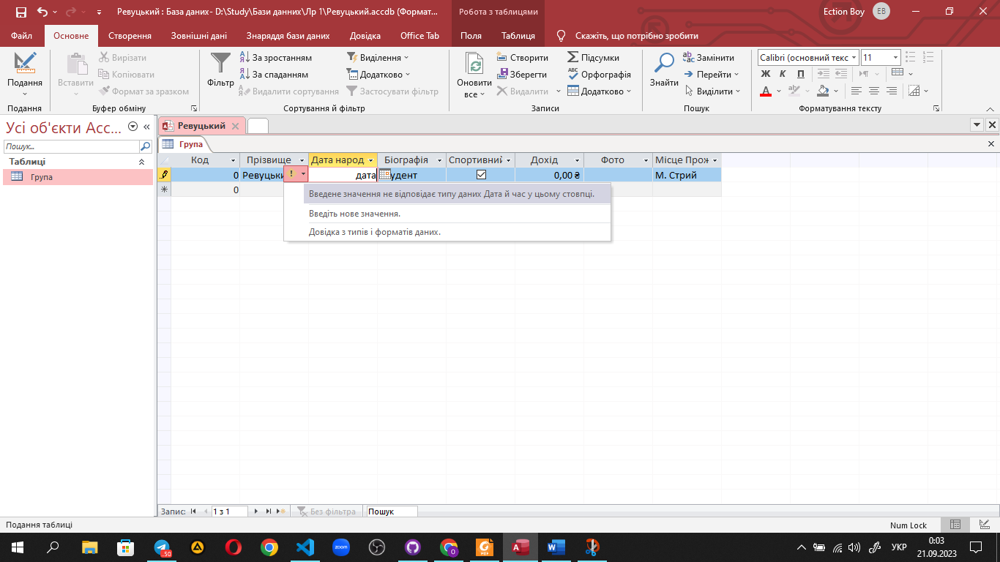 Ревуцький : База даних- D:\Study\Бази данних\Лр 1\Ревуцький.accdb (Формат...
Робота з таблицями
Ection Boy
EB
Файл
Основне
Створення
Зовнішні дані
Знаряддя бази даних
Довідка
Office Tab
Поля
Таблиця
Скажіть, що потрібно зробити
Подання
Вставити
Вирізати
Копіювати
Формат за зразком
Фільтр
За зростанням
За спаданням
Видалити сортування
Виділення
Додатково
Застосувати фільтр
Оновити
все
Створити
Зберегти
Видалити
Підсумки
Орфографія
Додатково
Знайти
Замінити
Перейти
Виділити
Calibri (основний текс
11
Ж К П
Подання
Буфер обміну
Сортування й фільтр
Записи
Пошук
Форматування тексту
Усі об'єкти Acc...
Пошук...
Таблиці
Група
Ревуцький
Група
Код
Прізвище
Дата народ
Біографія
Спортивний
Дохід
Фото
Місце Прож
0
Ревуцьки
дата
удент
0,00 ₴
М. Стрий
0
Введене значення не відповідає типу даних Дата й час у цьому стовпці.
Введіть нове значення.
Довідка з типів і форматів даних.
Запис:
1 з 1
Без фільтра
Пошук
Подання таблиці
Num Lock
50
zoom
PDF
УКР
0:03
21.09.2023